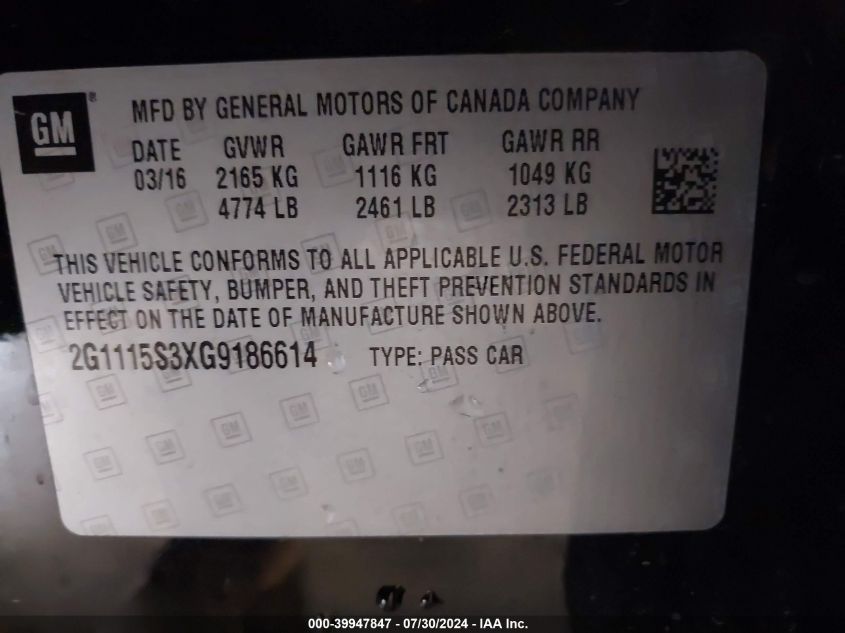 GM ® MFD BY GENERAL MOTORS OF CANADA COMPANY
DATE GVWR GAWR FRT GAWR RR
03/16 2165 KG 1116 KG 1049 KG
4774 LB 2461 LB 2313 LB
THIS VEHICLE CONFORMS TO ALL APPLICABLE U.S. FEDERAL MOTOR
VEHICLE SAFETY, BUMPER, AND THEFT PREVENTION STANDARDS IN
EFFECT ON THE DATE OF MANUFACTURE SHOWN ABOVE.
2G1115S3XG9186614 TYPE: PASS CAR
000-39947847 - 07/30/2024 - IAA Inc.